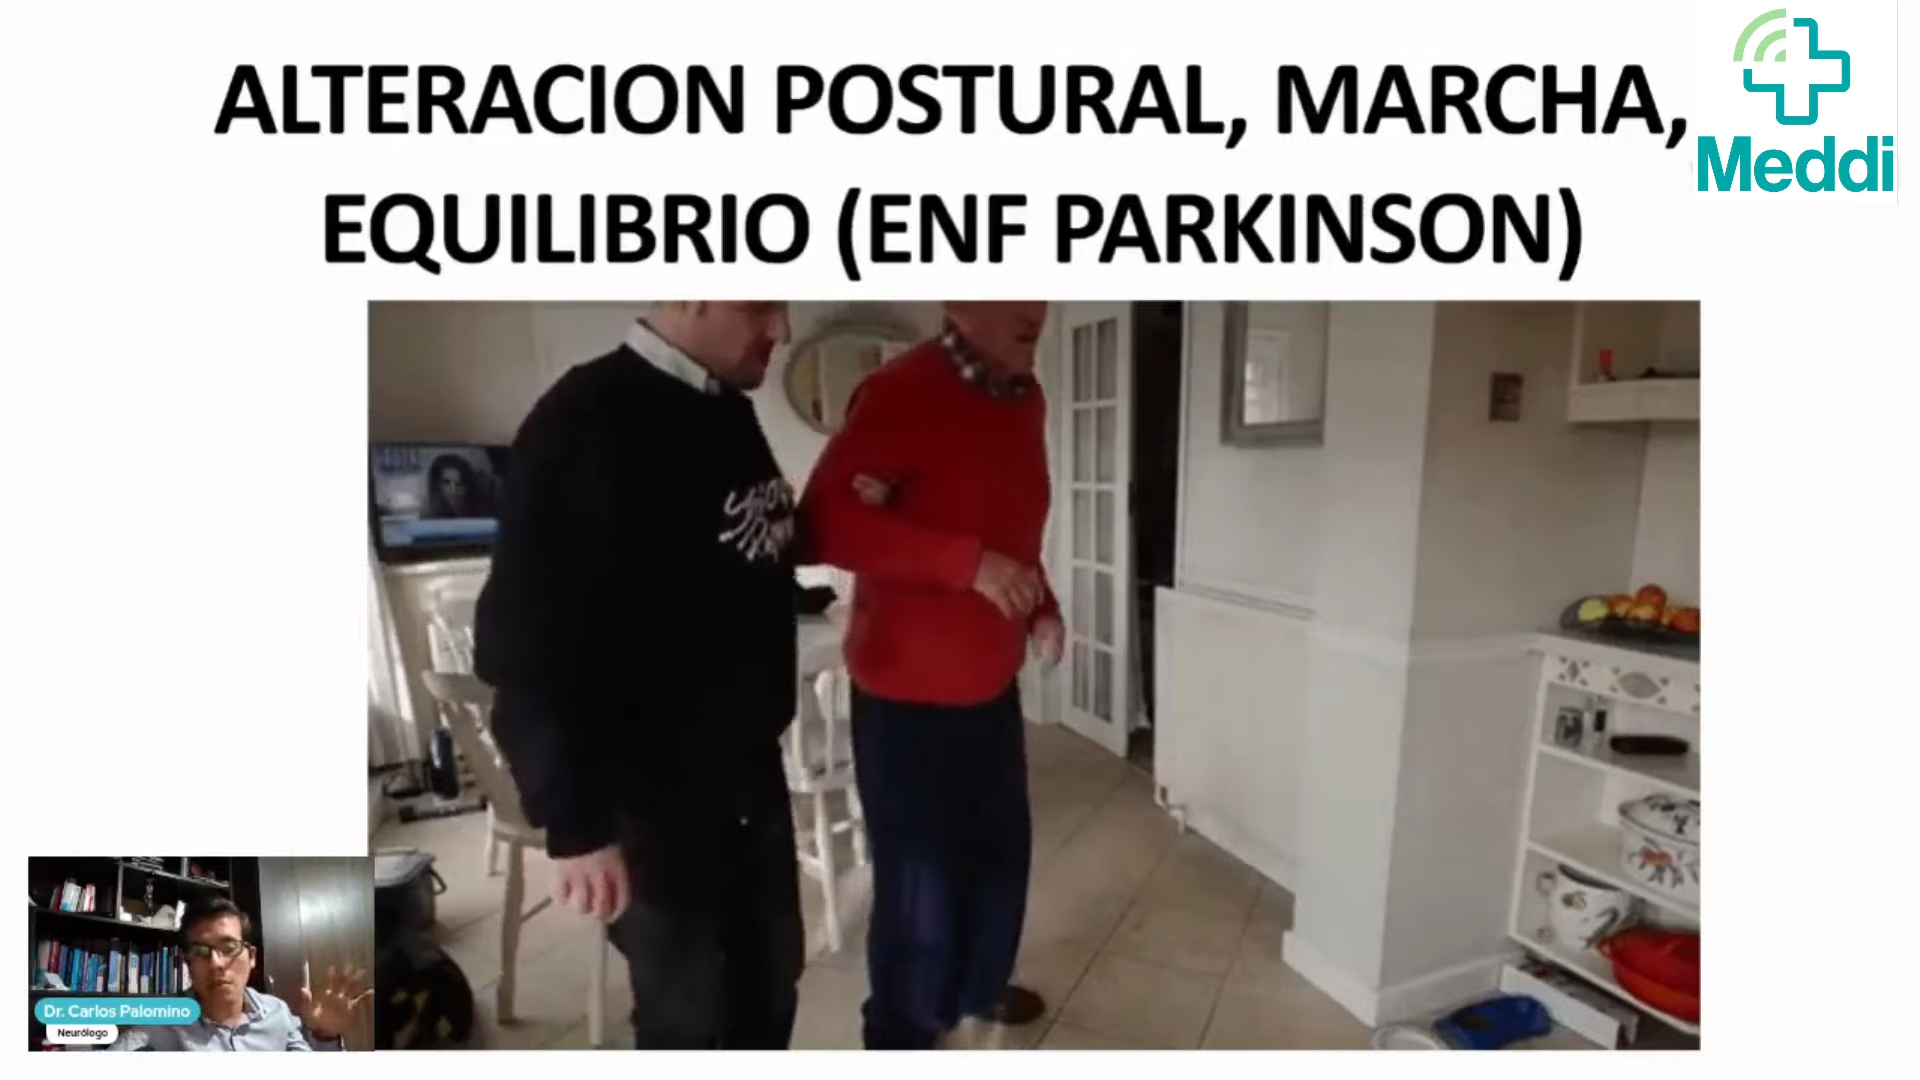 ALTERACION POSTURAL, MARCHA,
EQUILIBRIO (ENF PARKINSON)
Meddi
Dr. Carlos Palomino
Neurólogo